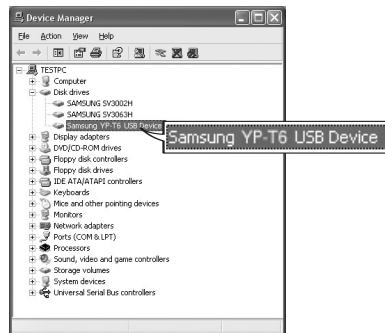 Device Manager
File Action View Help
TESTPC
Computer
Disk drives
SAMSUNG SV3002H
SAMSUNG SV3063H
Samsung YP-T6 USB Device
Samsung YP-T6 USB Device
Display adapters
DVD/CD-ROM drives
Floppy disk controllers
Floppy disk drives
IDE ATA/ATAPI controllers
Keyboards
Mice and other pointing devices
Monitors
Network adapters
Ports (COM & LPT)
Processors
Sound, video and game controllers
Storage volumes
System devices
Universal Serial Bus controllers